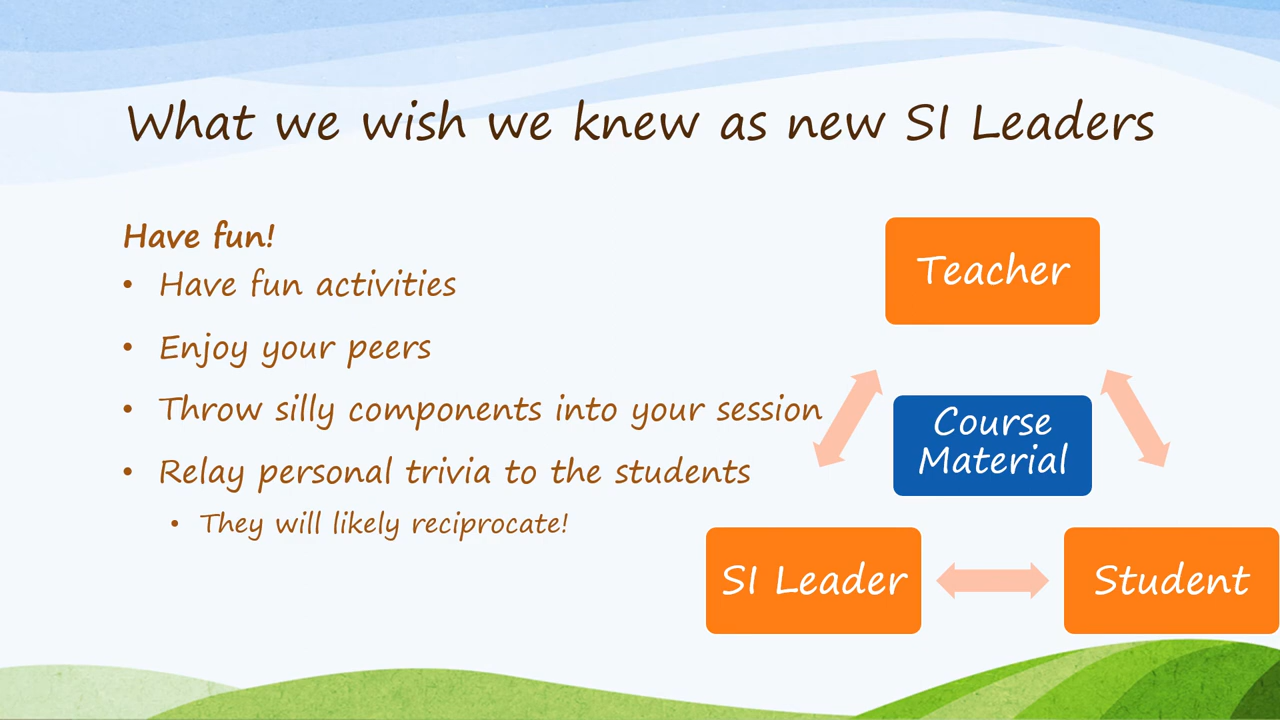 What we wish we knew as new SI Leaders
Have fun!
• Have fun activities
• Enjoy your peers
• Throw silly components into your session
• Relay personal trivia to the students
• They will likely reciprocate!
Teacher
Course
Material
SI Leader
Student